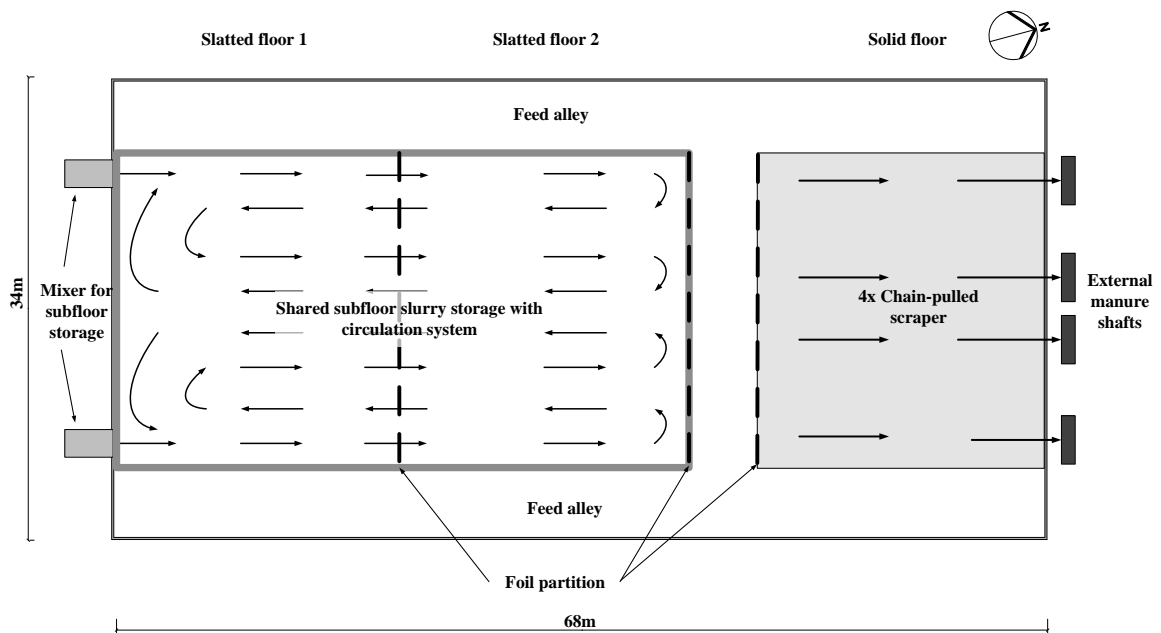 Slatted floor 1
Slatted floor 2
Solid floor
N
Feed alley
34m
Mixer for
subfloor
storage
Shared subfloor slurry storage with
circulation system
4x Chain-pulled
scraper
External
manure
shafts
Feed alley
Foil partition
68m